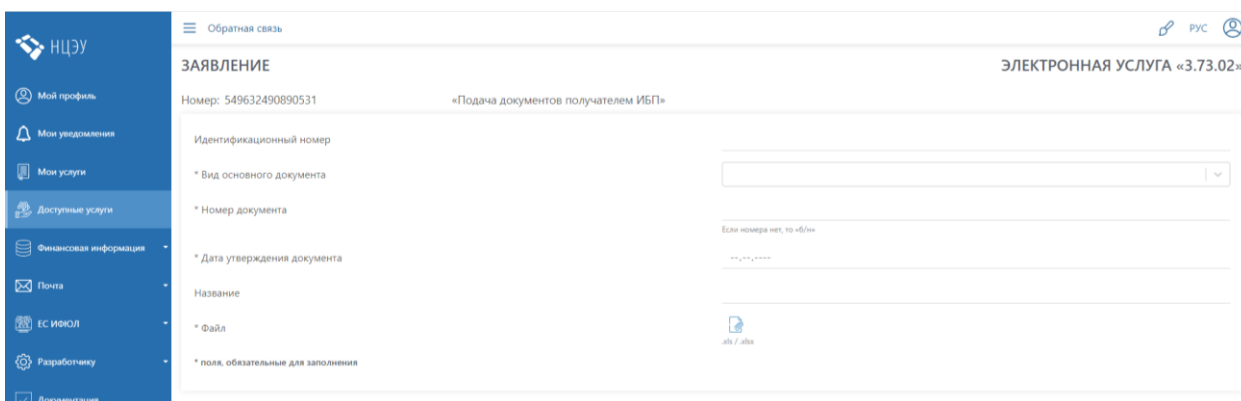 НЦЭУ
Обратная связь
РУС
ЗАЯВЛЕНИЕ
ЭЛЕКТРОННАЯ УСЛУГА «3.73.02»
Номер: 549632490890531
«Подача документов получателем ИБП»
Мой профиль
Мои уведомления
Мои услуги
Доступные услуги
Финансовая информация
Почта
ЕС ИФЮЛ
Разработчику
Документация
Идентификационный номер
* Вид основного документа
* Номер документа
Если номера нет, то «б/н»
* Дата утверждения документа
--.--.----
Название
* Файл
.xls / .xlsx
* поля, обязательные для заполнения